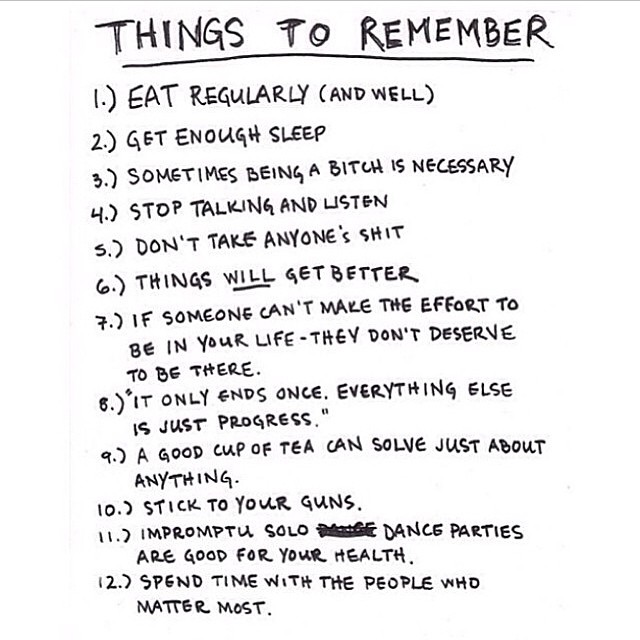 THINGS TO REMEMBER
1.) EAT REGULARLY (AND WELL)
2.) GET ENOUGH SLEEP
3.) SOMETIMES BEING A BITCH IS NECESSARY
4.) STOP TALKING AND LISTEN
5.) DON'T TAKE ANYONE'S SHIT
6.) THINGS WILL GET BETTER
7.) IF SOMEONE CAN'T MAKE THE EFFORT TO
BE IN YOUR LIFE - THEY DON'T DESERVE
TO BE THERE.
8.) "IT ONLY ENDS ONCE. EVERYTHING ELSE
IS JUST PROGRESS."
9.) A GOOD CUP OF TEA CAN SOLVE JUST ABOUT
ANYTHING.
10.) STICK TO YOUR GUNS.
11.) IMPROMPTU SOLO DANCE PARTIES
ARE GOOD FOR YOUR HEALTH.
12.) SPEND TIME WITH THE PEOPLE WHO
MATTER MOST.